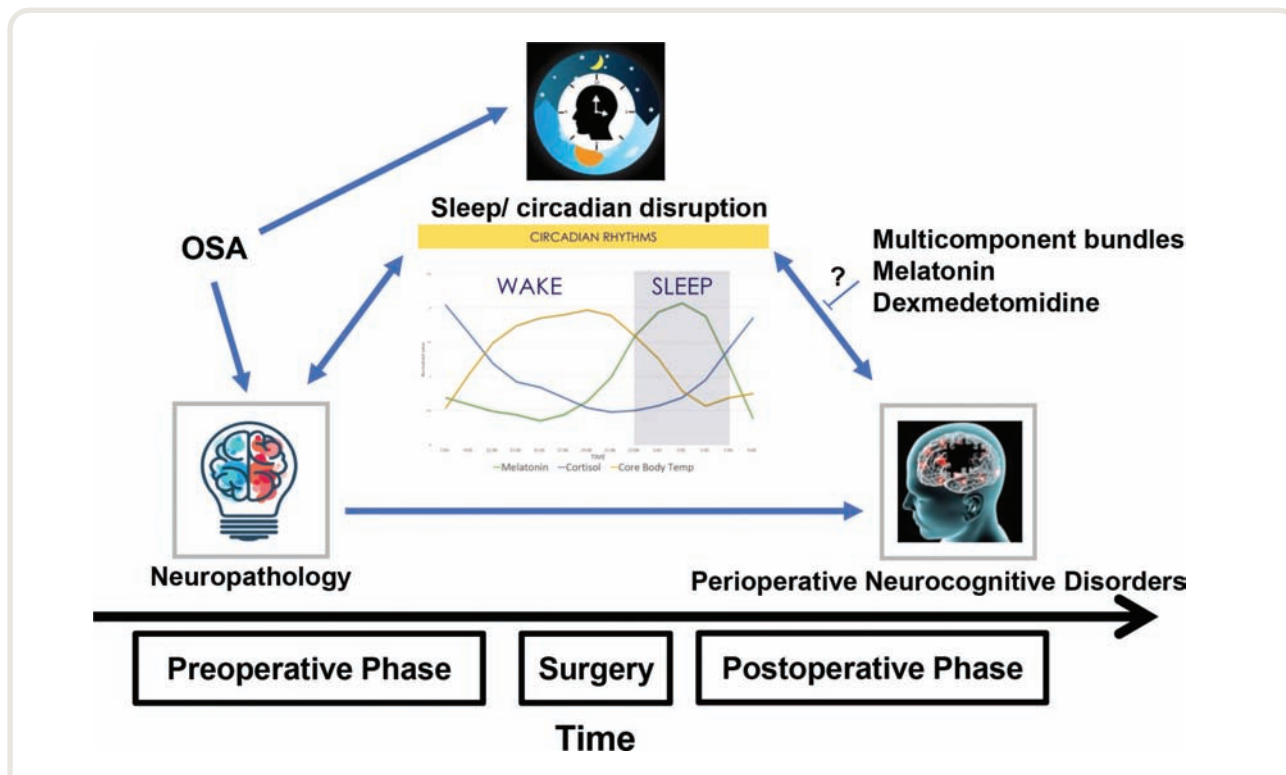 Sleep/ circadian disruption
CIRCADIAN RHYTHMS
OSA
Multicomponent bundles
?
Melatonin
Dexmedetomidine
WAKE
SLEEP
TIME
Melatonin
Cortisol
Core Body Temp
Neuropathology
Perioperative Neurocognitive Disorders
Preoperative Phase
Surgery
Postoperative Phase
Time